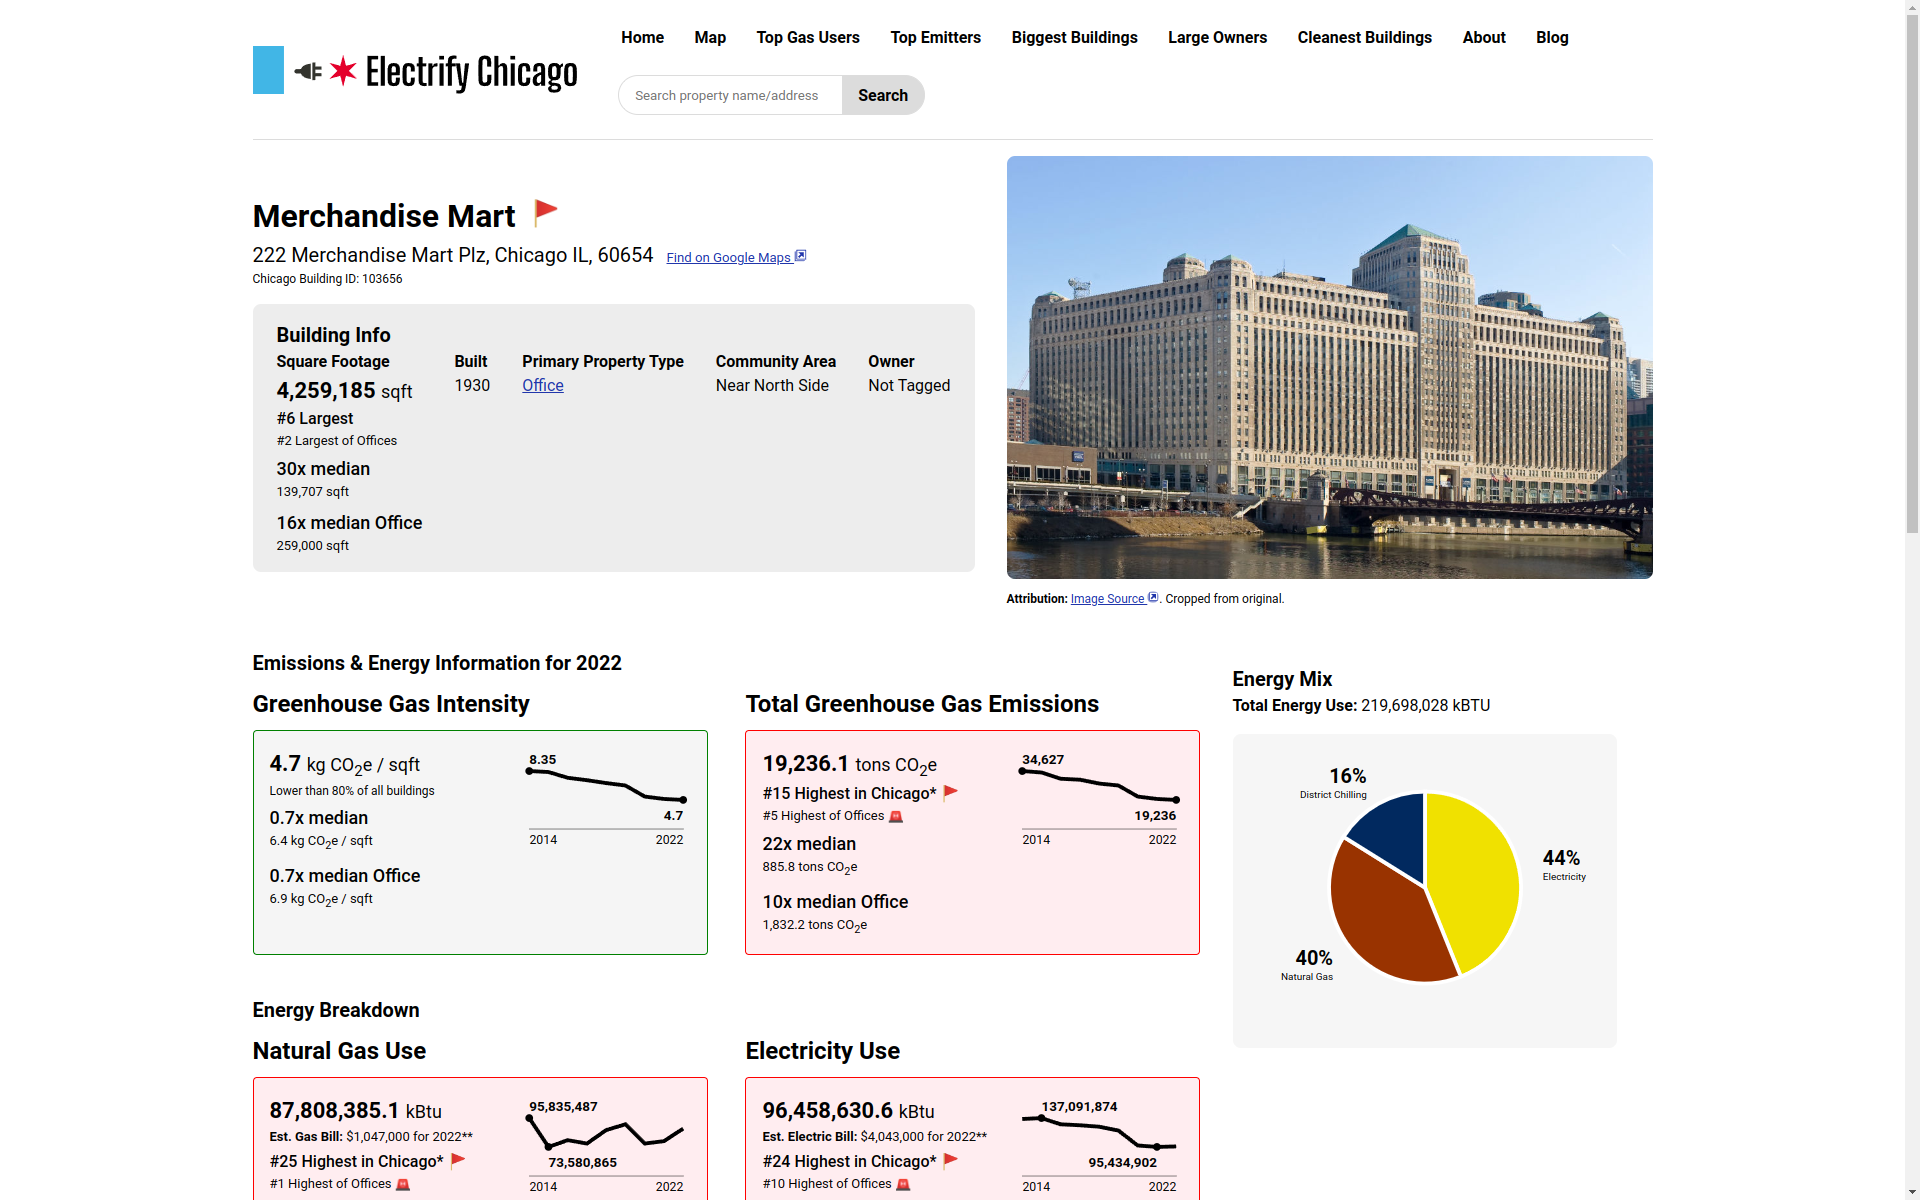 Home Map Top Gas Users Top Emitters Biggest Buildings Large Owners Cleanest Buildings About Blog
Electrify Chicago
Search property name/address Search
Merchandise Mart
222 Merchandise Mart Plz, Chicago IL, 60654 Find on Google Maps
Chicago Building ID: 103656
Building Info
Square Footage
4,259,185 sqft
#6 Largest
#2 Largest of Offices
30x median
139,707 sqft
16x median Office
259,000 sqft
Built
1930
Primary Property Type
Office
Community Area
Near North Side
Owner
Not Tagged
Attribution: Image Source. Cropped from original.
Emissions & Energy Information for 2022
Greenhouse Gas Intensity
4.7 kg CO2e / sqft
Lower than 80% of all buildings
0.7x median
6.4 kg CO2e / sqft
0.7x median Office
6.9 kg CO2e / sqft
8.35
4.7
2014 2022
Total Greenhouse Gas Emissions
19,236.1 tons CO2e
#15 Highest in Chicago*
#5 Highest of Offices
22x median
885.8 tons CO2e
10x median Office
1,832.2 tons CO2e
34,627
19,236
2014 2022
Energy Mix
Total Energy Use: 219,698,028 kBTU
16%
District Chilling
44%
Electricity
40%
Natural Gas
Energy Breakdown
Natural Gas Use
87,808,385.1 kBtu
Est. Gas Bill: $1,047,000 for 2022**
#25 Highest in Chicago*
#1 Highest of Offices
95,835,487
73,580,865
2014 2022
Electricity Use
96,458,630.6 kBtu
Est. Electric Bill: $4,043,000 for 2022**
#24 Highest in Chicago*
#10 Highest of Offices
137,091,874
95,434,902
2014 2022